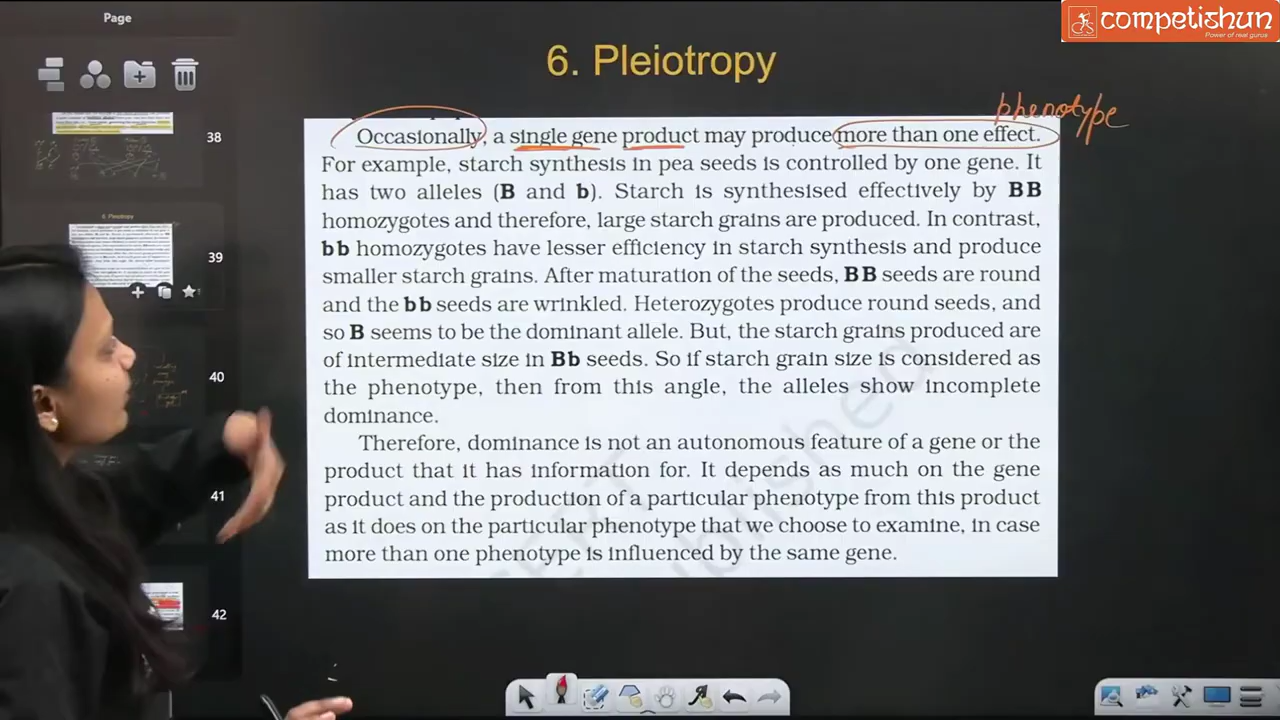 Page
competishun
Power of real gurus
6. Pleiotropy
phenotype
38
39
40
41
42
Occasionally, a single gene product may produce more than one effect.
For example, starch synthesis in pea seeds is controlled by one gene. It
has two alleles (B and b). Starch is synthesised effectively by BB
homozygotes and therefore, large starch grains are produced. In contrast,
bb homozygotes have lesser efficiency in starch synthesis and produce
smaller starch grains. After maturation of the seeds, BB seeds are round
and the bb seeds are wrinkled. Heterozygotes produce round seeds, and
so B seems to be the dominant allele. But, the starch grains produced are
of intermediate size in Bb seeds. So if starch grain size is considered as
the phenotype, then from this angle, the alleles show incomplete
dominance.
Therefore, dominance is not an autonomous feature of a gene or the
product that it has information for. It depends as much on the gene
product and the production of a particular phenotype from this product
as it does on the particular phenotype that we choose to examine, in case
more than one phenotype is influenced by the same gene.